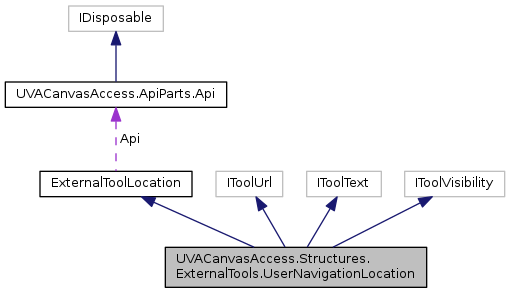 IDisposable
UVACanvasAccess.ApiParts.Api
Api
ExternalToolLocation
IToolUrl
IToolText
IToolVisibility
UVACanvasAccess.Structures.
ExternalTools.UserNavigationLocation